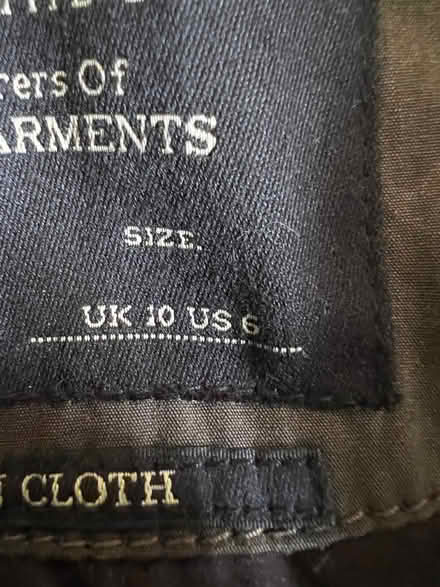 rers Of
ARMENTS
SIZE.
UK 10 US 6
CLOTH